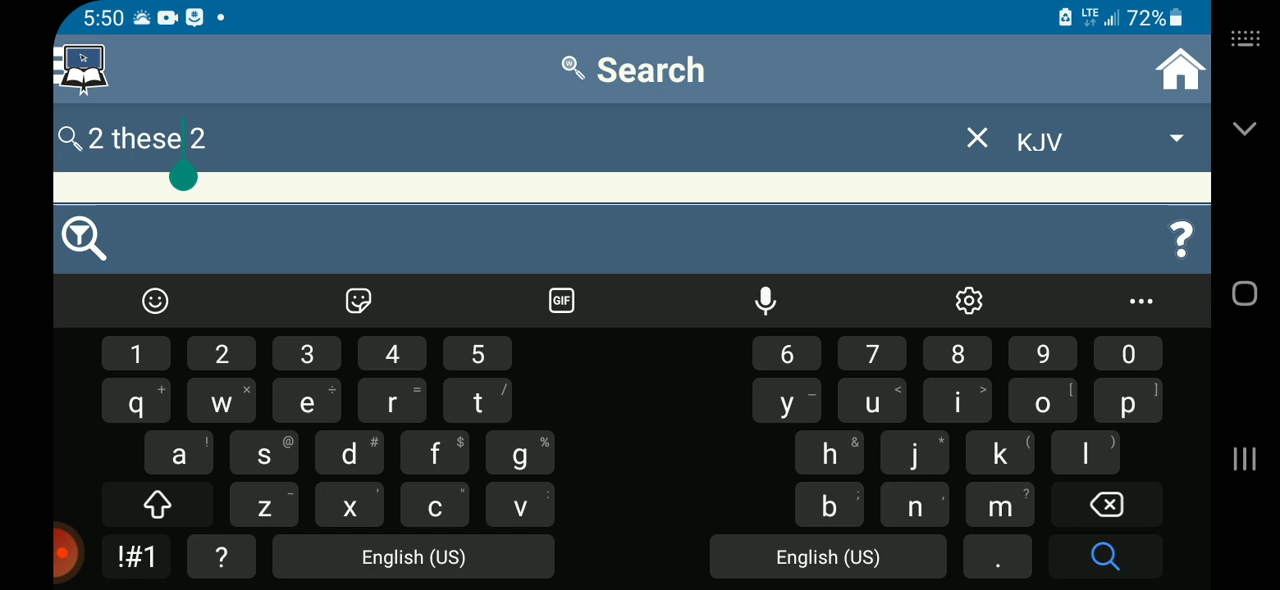 5:50 LTE 72%
Search
2 these 2 KJV
?
GIF
1 2 3 4 5 6 7 8 9 0
q + w × e ÷ r = t / y _ u < i > o [ p ]
a ! s @ d # f $ g % h & j * k ( l )
z - x ' c " v : b ; n , m ?
!#1 ? English (US) English (US) .